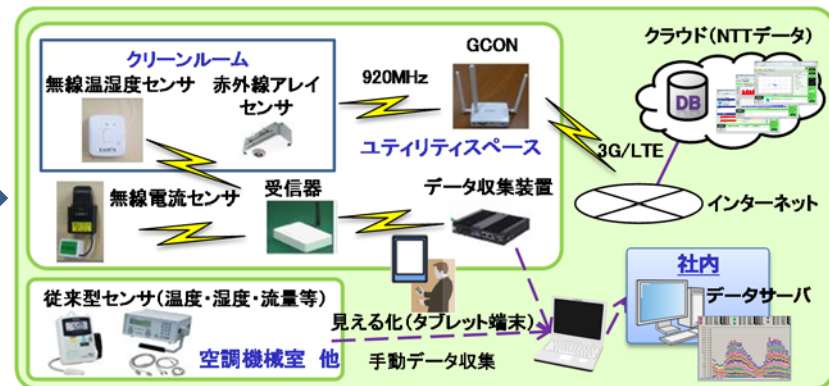 クリーンルーム
無線温湿度センサ
赤外線アレイ
センサ
920MHz
GCON
クラウド(NTTデータ)
DB
ユティリティスペース
3G/LTE
無線電流センサ
受信器
データ収集装置
インターネット
社内
データサーバ
従来型センサ(温度・湿度・流量等)
見える化(タブレット端末)
空調機械室 他
手動データ収集